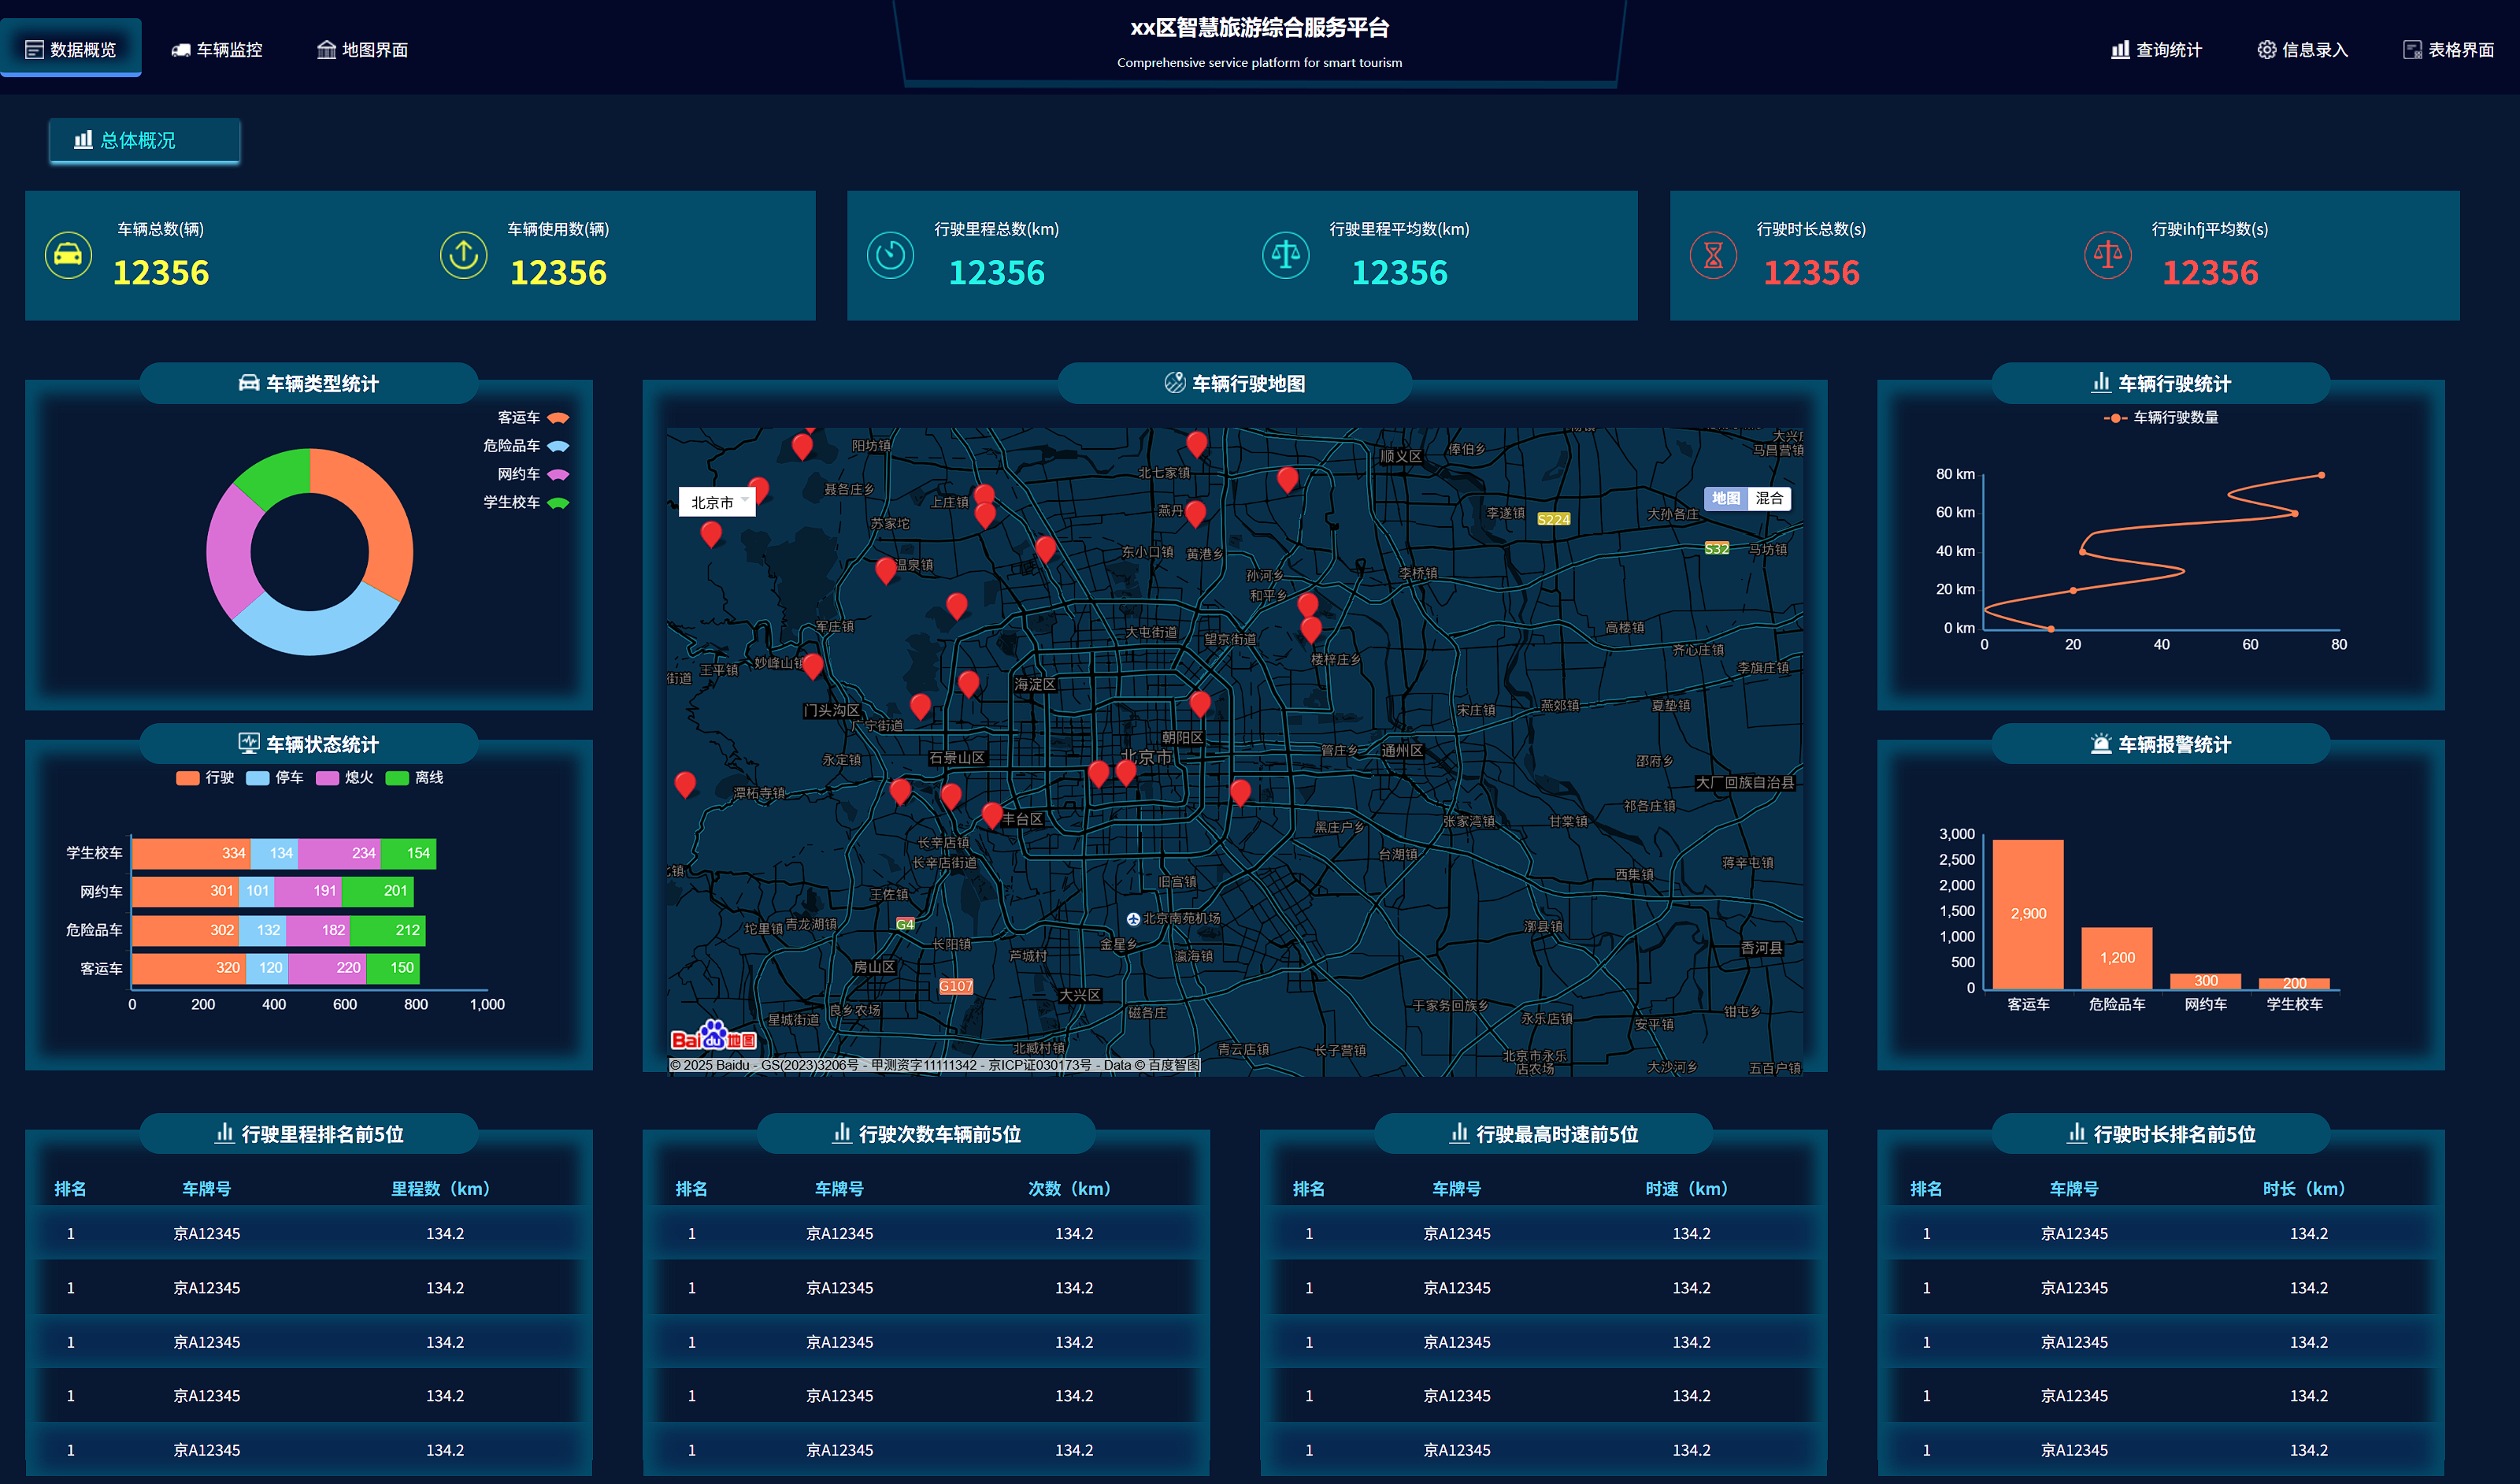 xx区智慧旅游综合服务平台
Comprehensive service platform for smart tourism
数据概览 车辆监控 地图界面 查询统计 信息录入 表格界面
总体概况
车辆总数(辆) 车辆使用数(辆) 行驶里程总数(km) 行驶里程平均数(km) 行驶时长总数(s) 行驶ihfj平均数(s)
12356 12356 12356 12356 12356 12356
车辆类型统计
客运车
危险品车
网约车
学生校车
车辆状态统计
行驶 停车 熄火 离线
学生校车 334 134 234 154
网约车 301 101 191 201
危险品车 302 132 182 212
客运车 320 120 220 150
0 200 400 600 800 1,000
车辆行驶地图
北京市
地图 混合
阳坊镇
北七家镇
顺义区
俸伯乡
马昌营镇
聂各庄乡
上庄镇
燕丹
李遂镇
S224
大孙各庄
苏家坨
东小口镇
黄港乡
S32
马坊镇
温泉镇
孙河乡
李桥镇
和平乡
军庄镇
大屯街道
望京街道
高楼镇
王平镇
妙峰山镇
楼梓庄乡
齐心庄镇
李旗庄镇
街道
海淀区
门头沟区
广宁街道
宋庄镇
燕郊镇
夏垫镇
朝阳区
永定镇
石景山区
北京市
管庄乡
通州区
邵府乡
大厂回族自治县
潭柘寺镇
祁各庄镇
丰台区
黑庄户乡
张家湾镇
甘棠镇
长辛店镇
长辛店街道
台湖镇
蒋辛屯镇
王佐镇
旧宫镇
西集镇
坨里镇
青龙湖镇
G4
北京南苑机场
漷县镇
长阳镇
金星乡
芦城村
瀛海镇
香河县
房山区
G107
大兴区
星城街道
良乡农场
磁各庄
于家务回族乡
永乐店镇
安平镇
钳屯乡
北臧村镇
青云店镇
长子营镇
北京市永乐
店农场
大沙河乡
五百户镇
Bai du 地图
© 2025 Baidu - GS(2023)3206号 - 甲测资字11111342 - 京ICP证030173号 - Data © 百度智图
车辆行驶统计
车辆行驶数量
80 km
60 km
40 km
20 km
0 km
0 20 40 60 80
车辆报警统计
3,000
2,500
2,000
1,500
1,000
500
0
2,900 1,200 300 200
客运车 危险品车 网约车 学生校车
行驶里程排名前5位
排名 车牌号 里程数（km）
1 京A12345 134.2
1 京A12345 134.2
1 京A12345 134.2
1 京A12345 134.2
1 京A12345 134.2
行驶次数车辆前5位
排名 车牌号 次数（km）
1 京A12345 134.2
1 京A12345 134.2
1 京A12345 134.2
1 京A12345 134.2
1 京A12345 134.2
行驶最高时速前5位
排名 车牌号 时速（km）
1 京A12345 134.2
1 京A12345 134.2
1 京A12345 134.2
1 京A12345 134.2
1 京A12345 134.2
行驶时长排名前5位
排名 车牌号 时长（km）
1 京A12345 134.2
1 京A12345 134.2
1 京A12345 134.2
1 京A12345 134.2
1 京A12345 134.2